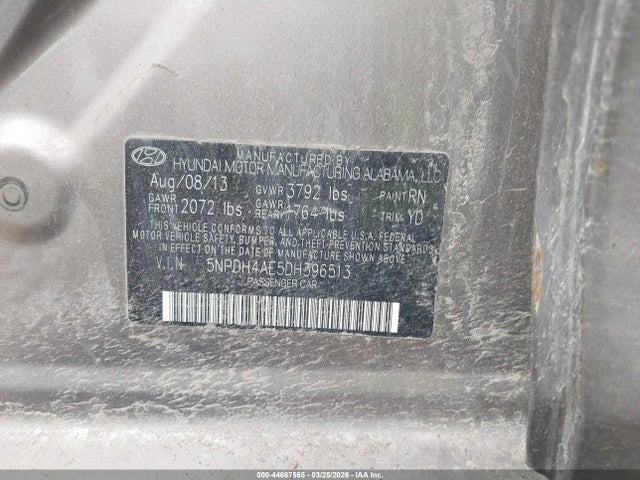 MANUFACTURED BY
HYUNDAI MOTOR MANUFACTURING ALABAMA, LLC
Aug/08/13 GVWR 3792 lbs PAINT RN
GAWR FRONT 2072 lbs GAWR REAR 1764 lbs TRIM YD
THIS VEHICLE CONFORMS TO ALL APPLICABLE U.S.A. FEDERAL
MOTOR VEHICLE SAFETY, BUMPER, AND THEFT PREVENTION STANDARDS
IN EFFECT ON THE DATE OF MANUFACTURE SHOWN ABOVE.
V.I.N 5NPDH4AE5DH396513
PASSENGER CAR
000-44667565 | 03/25/2026 - IAA Inc.